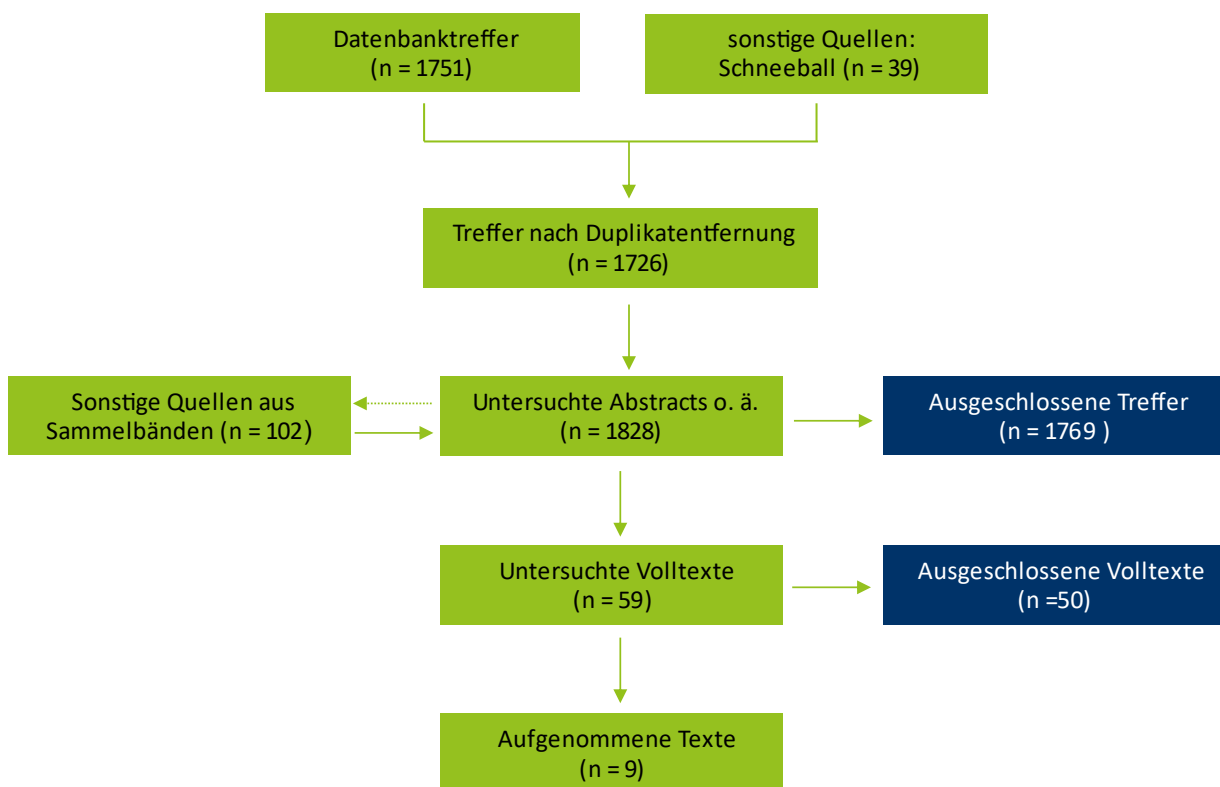 Datenbanktreffer
(n = 1751)
sonstige Quellen:
Schneeball (n = 39)
Treffer nach Duplikatentfernung
(n = 1726)
Sonstige Quellen aus
Sammelbänden (n = 102)
Untersuchte Abstracts o. ä.
(n = 1828)
Ausgeschlossene Treffer
(n = 1769 )
Untersuchte Volltexte
(n = 59)
Ausgeschlossene Volltexte
(n =50)
Aufgenommene Texte
(n = 9)